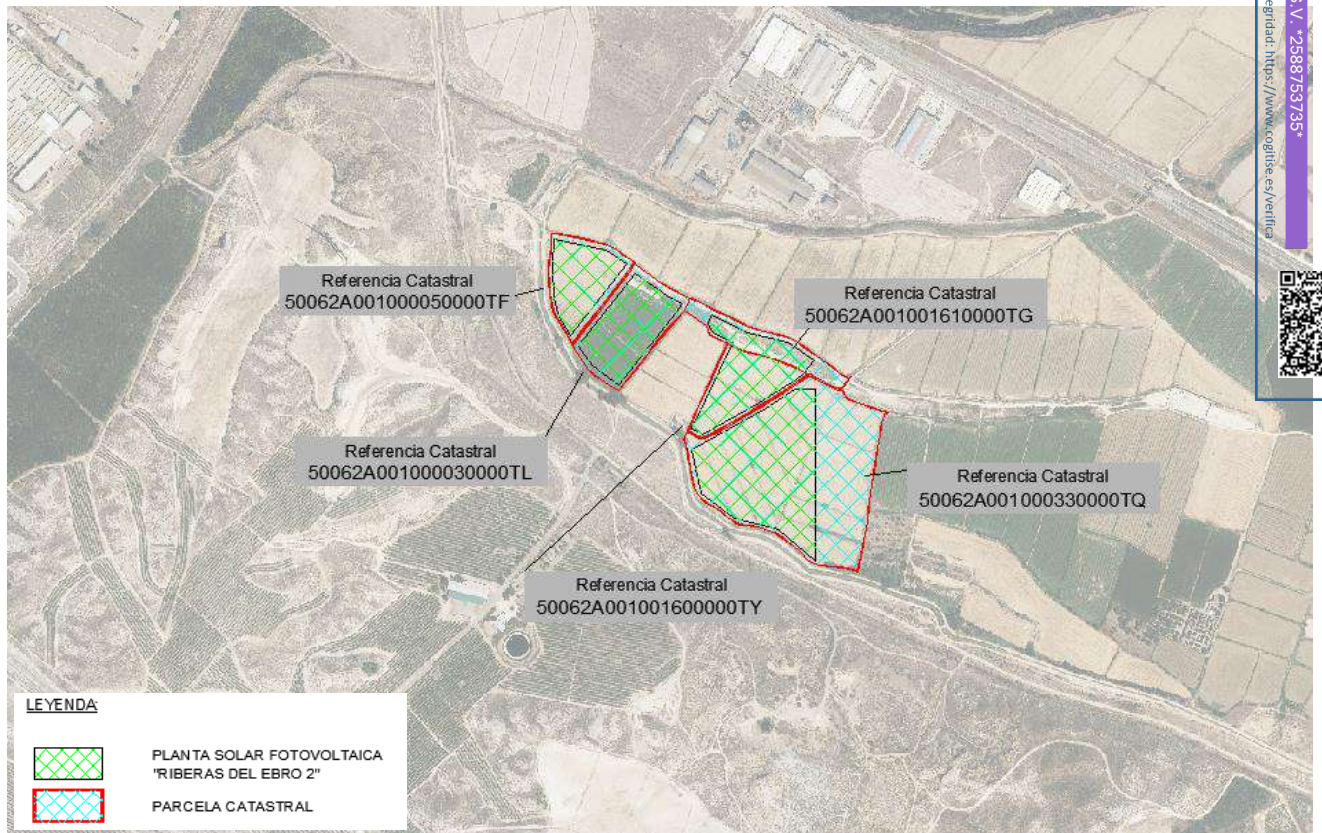 S.V. *2588753735*
egridad: https://www.cogitise.es/verifica
Referencia Catastral
50062A001000050000TF
Referencia Catastral
50062A001001610000TG
Referencia Catastral
50062A001000030000TL
Referencia Catastral
50062A001000330000TQ
Referencia Catastral
50062A001001600000TY
LEYENDA:
PLANTA SOLAR FOTOVOLTAICA
"RIBERAS DEL EBRO 2"
PARCELA CATASTRAL